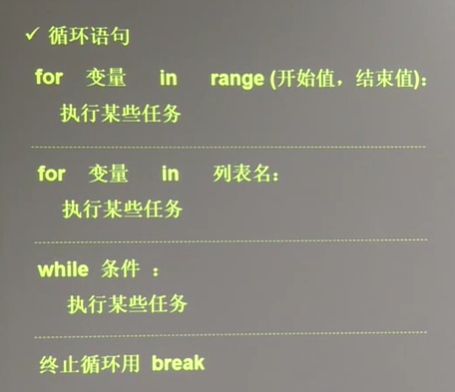 ✓ 循环语句
for 变量 in range (开始值，结束值)：
执行某些任务
for 变量 in 列表名：
执行某些任务
while 条件 ：
执行某些任务
终止循环用 break